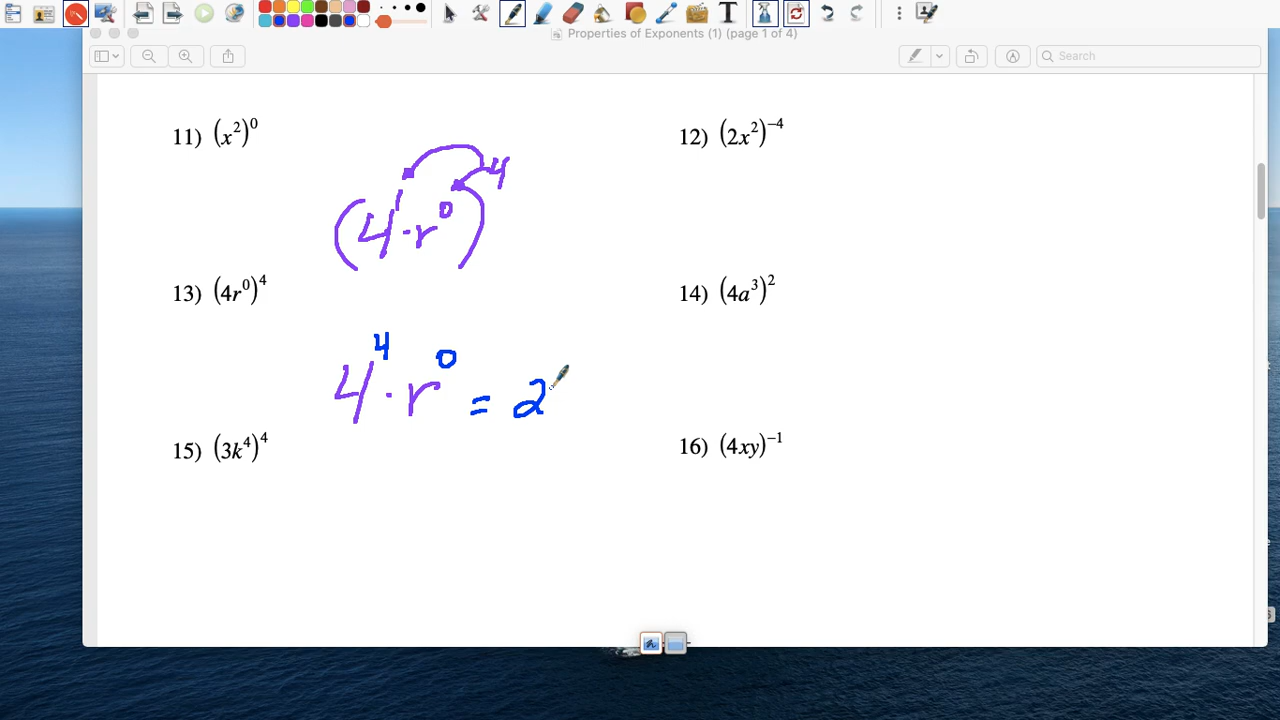 Properties of Exponents (1) (page 1 of 4)
Search
11) (x²)⁰
12) (2x²)⁻⁴
(4¹·r⁰)⁴
13) (4r⁰)⁴
14) (4a³)²
4⁴·r⁰ = 2
15) (3k⁴)⁴
16) (4xy)⁻¹